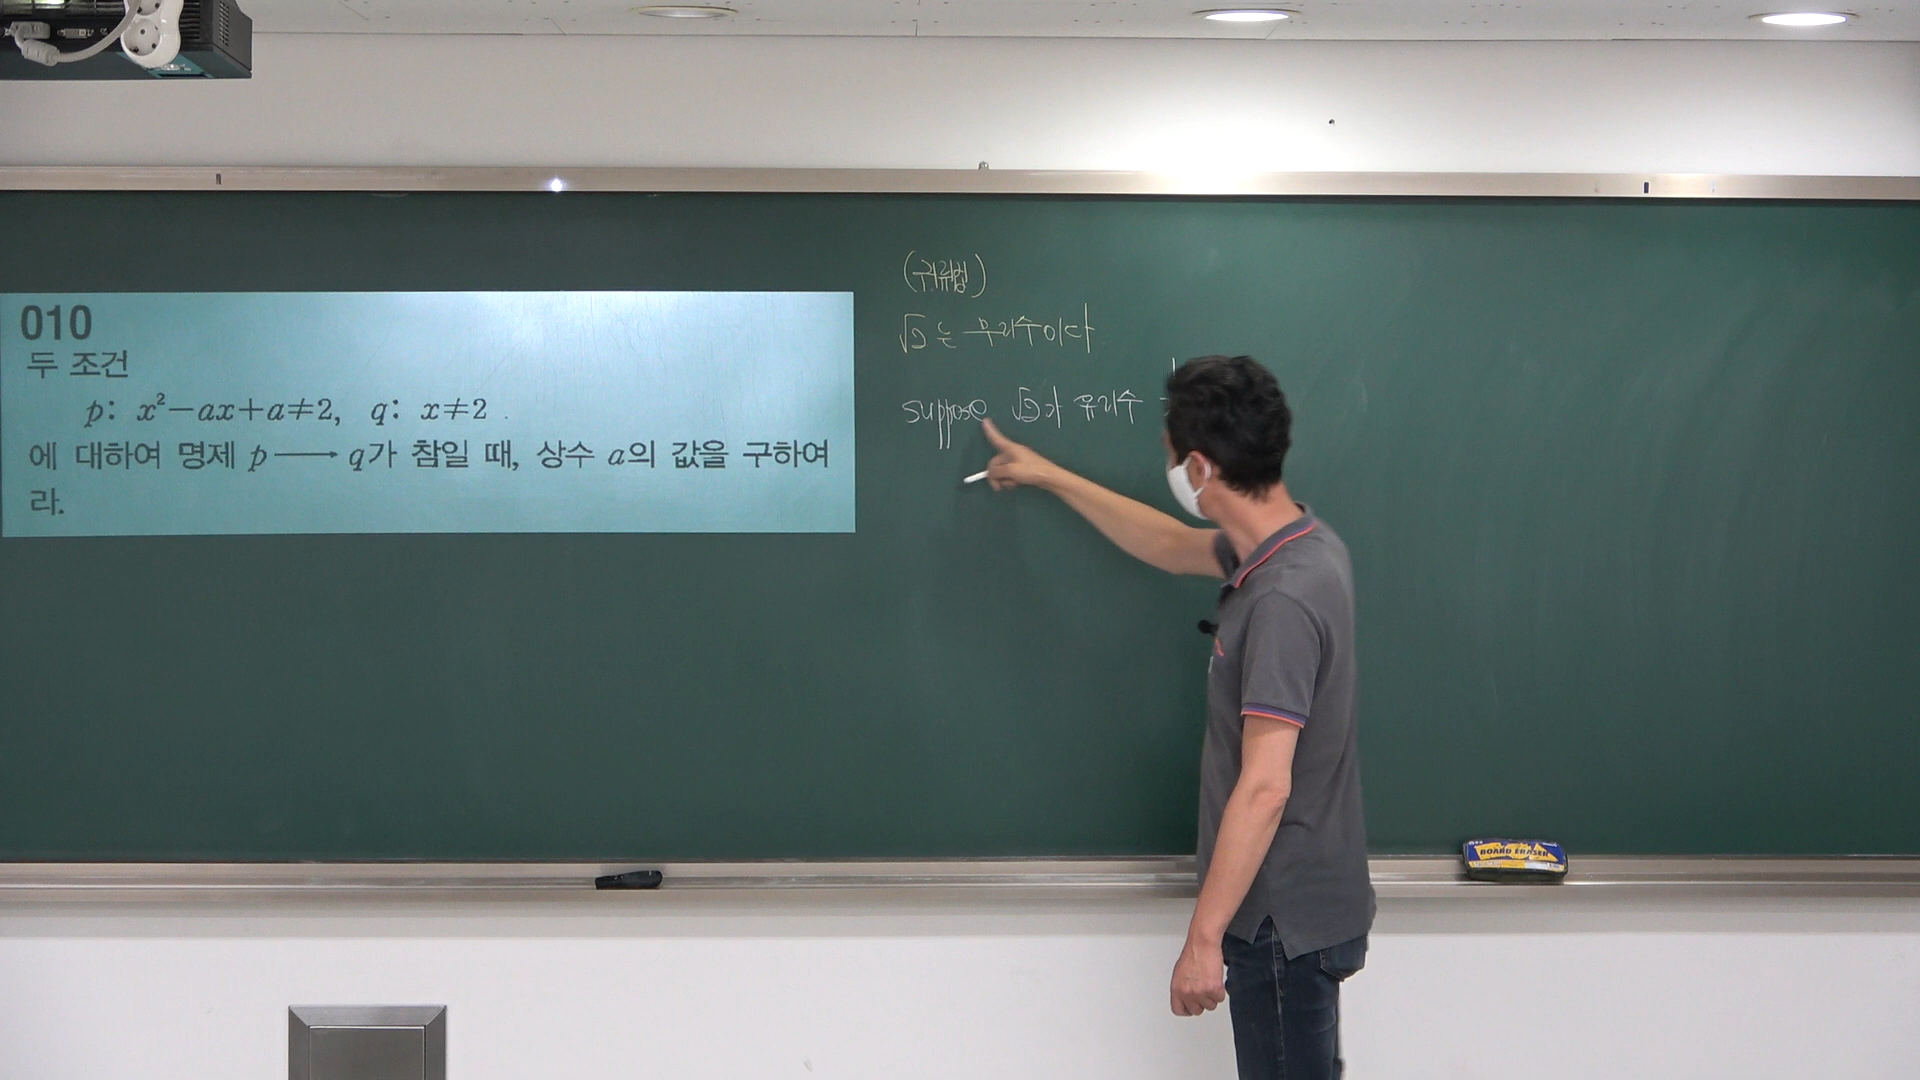 010
두 조건
p: x²-ax+a≠2, q: x≠2
에 대하여 명제 p⟶q가 참일 때, 상수 a의 값을 구하여
라.
(귀류법)
√2는 무리수이다
suppose √2가 유리수
BOARD ERASER